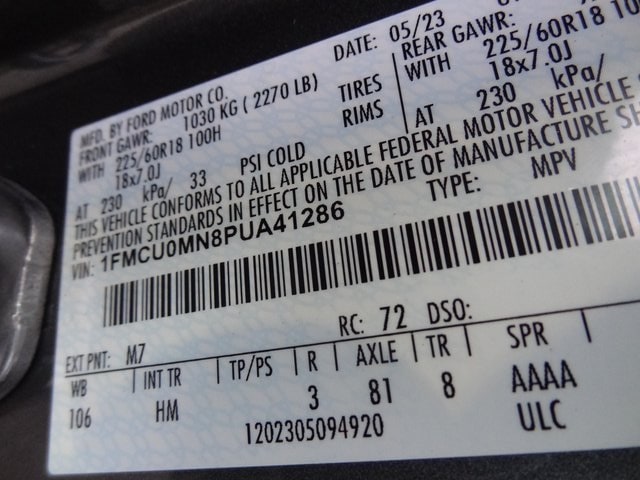 MFD. BY FORD MOTOR CO.
DATE: 05/23
FRONT GAWR: 1030 KG ( 2270 LB)
REAR GAWR:
WITH 225/60R18 100H TIRES
WITH 225/60R18 100
18x7.0J RIMS
18x7.0J
AT 230 kPa/ 33 PSI COLD
AT 230 kPa/
THIS VEHICLE CONFORMS TO ALL APPLICABLE FEDERAL MOTOR VEHICLE
PREVENTION STANDARDS IN EFFECT ON THE DATE OF MANUFACTURE SH
VIN: 1FMCU0MN8PUA41286
TYPE: MPV
EXT PNT: M7 RC: 72 DSO:
WB INT TR TP/PS R AXLE TR SPR
106 HM 3 81 8 AAAA
1202305094920 ULC